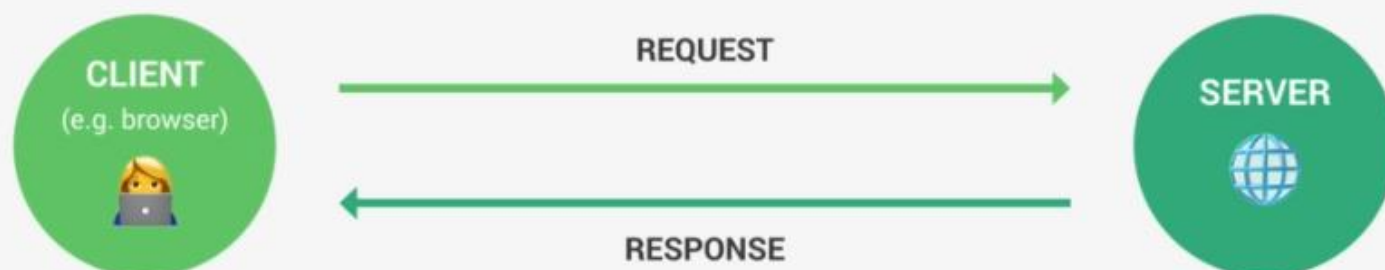 CLIENT
(e.g. browser)
REQUEST
SERVER
RESPONSE